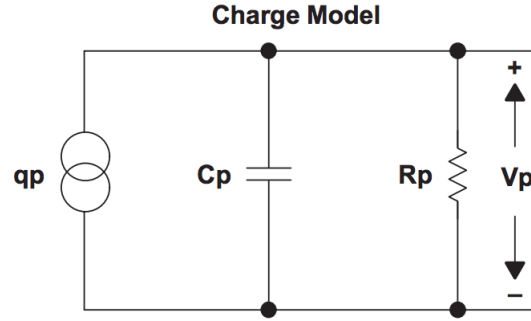 Charge Model
+
qp Cp Rp Vp
−